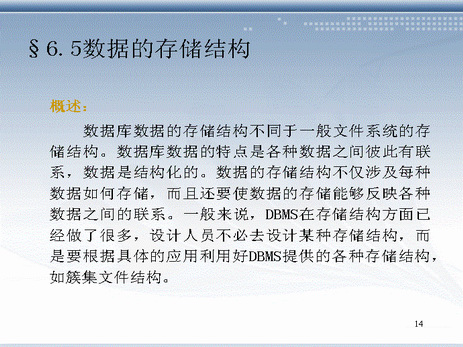 §6.5数据的存储结构
概述：
数据库数据的存储结构不同于一般文件系统的存
储结构。数据库数据的特点是各种数据之间彼此有联
系，数据是结构化的。数据的存储结构不仅涉及每种
数据如何存储，而且还要使数据的存储能够反映各种
数据之间的联系。一般来说，DBMS在存储结构方面已
经做了很多，设计人员不必去设计某种存储结构，而
是要根据具体的应用利用好DBMS提供的各种存储结构，
如簇集文件结构。
14